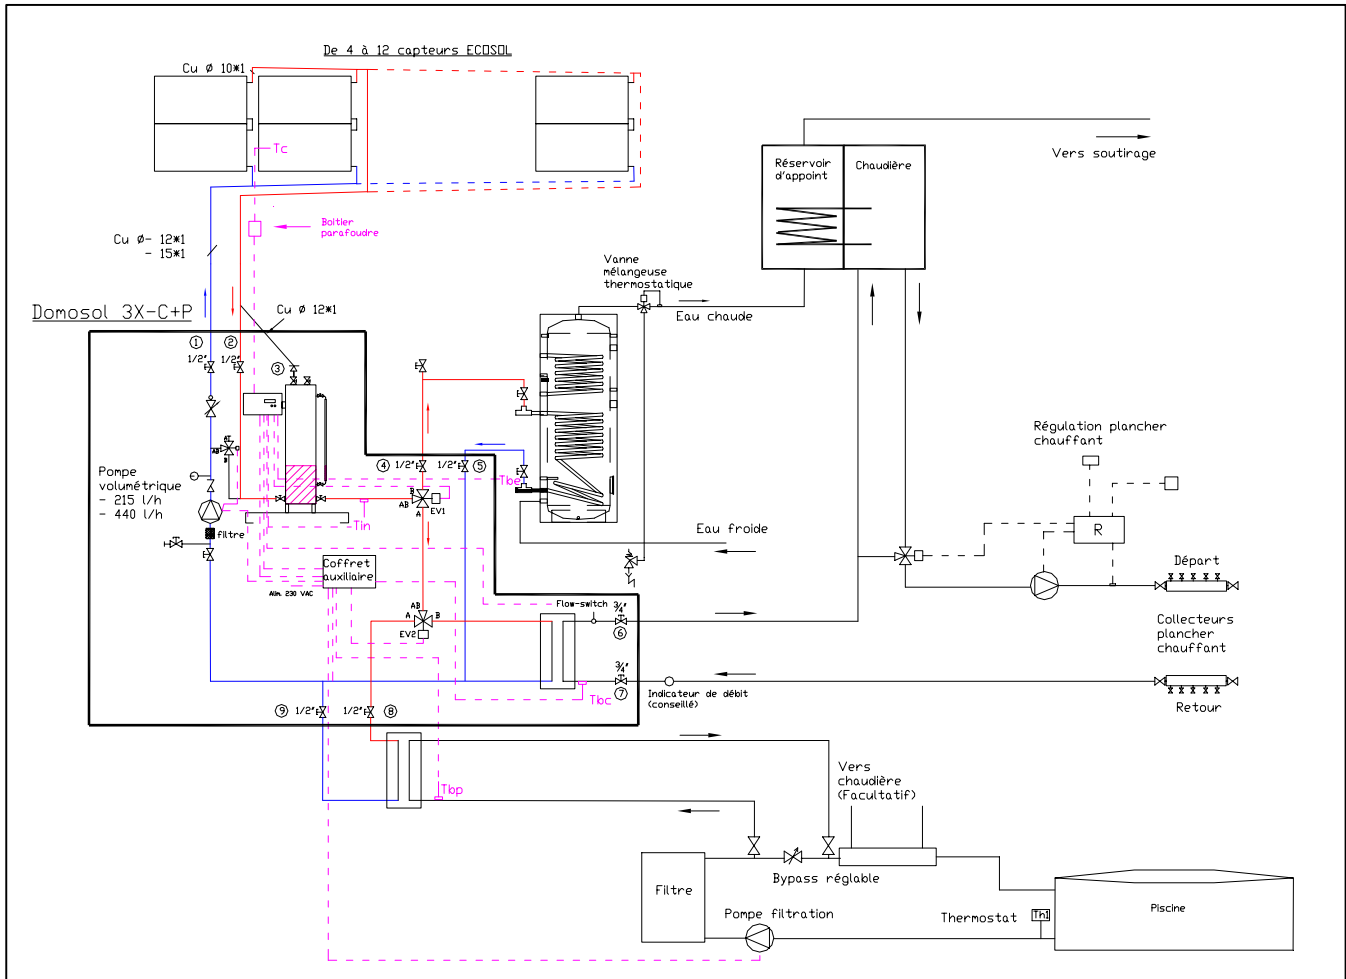 De 4 à 12 capteurs ECOSOL
Cu ø 10*1
Tc
Vers soutirage
Réservoir
d'appoint
Chaudière
Boitier
parafoudre
Cu Ø- 12*1
- 15*1
Vanne
mélangeuse
thermostatique
Eau chaude
Domosol 3X-C+P
Cu ø 12*1
1
2
1/2"
1/2"
3
AT
AB
B
Régulation plancher
chauffant
Pompe
volumétrique
- 215 l/h
- 440 l/h
4
1/2"
1/2"
5
Tbe
B
AB
EV1
A
Tin
filtre
Eau froide
R
Coffret
auxiliaire
Alim. 230 VAC
Départ
Flow-switch
3/4"
AB
A
B
EV2
6
Collecteurs
plancher
chauffant
3/4"
7
Tbc
Indicateur de débit
(conseillé)
Retour
9
1/2"
1/2"
8
Tbp
Vers
chaudière
(Facultatif)
Bypass réglable
Filtre
Pompe filtration
Thermostat
Th1
Piscine